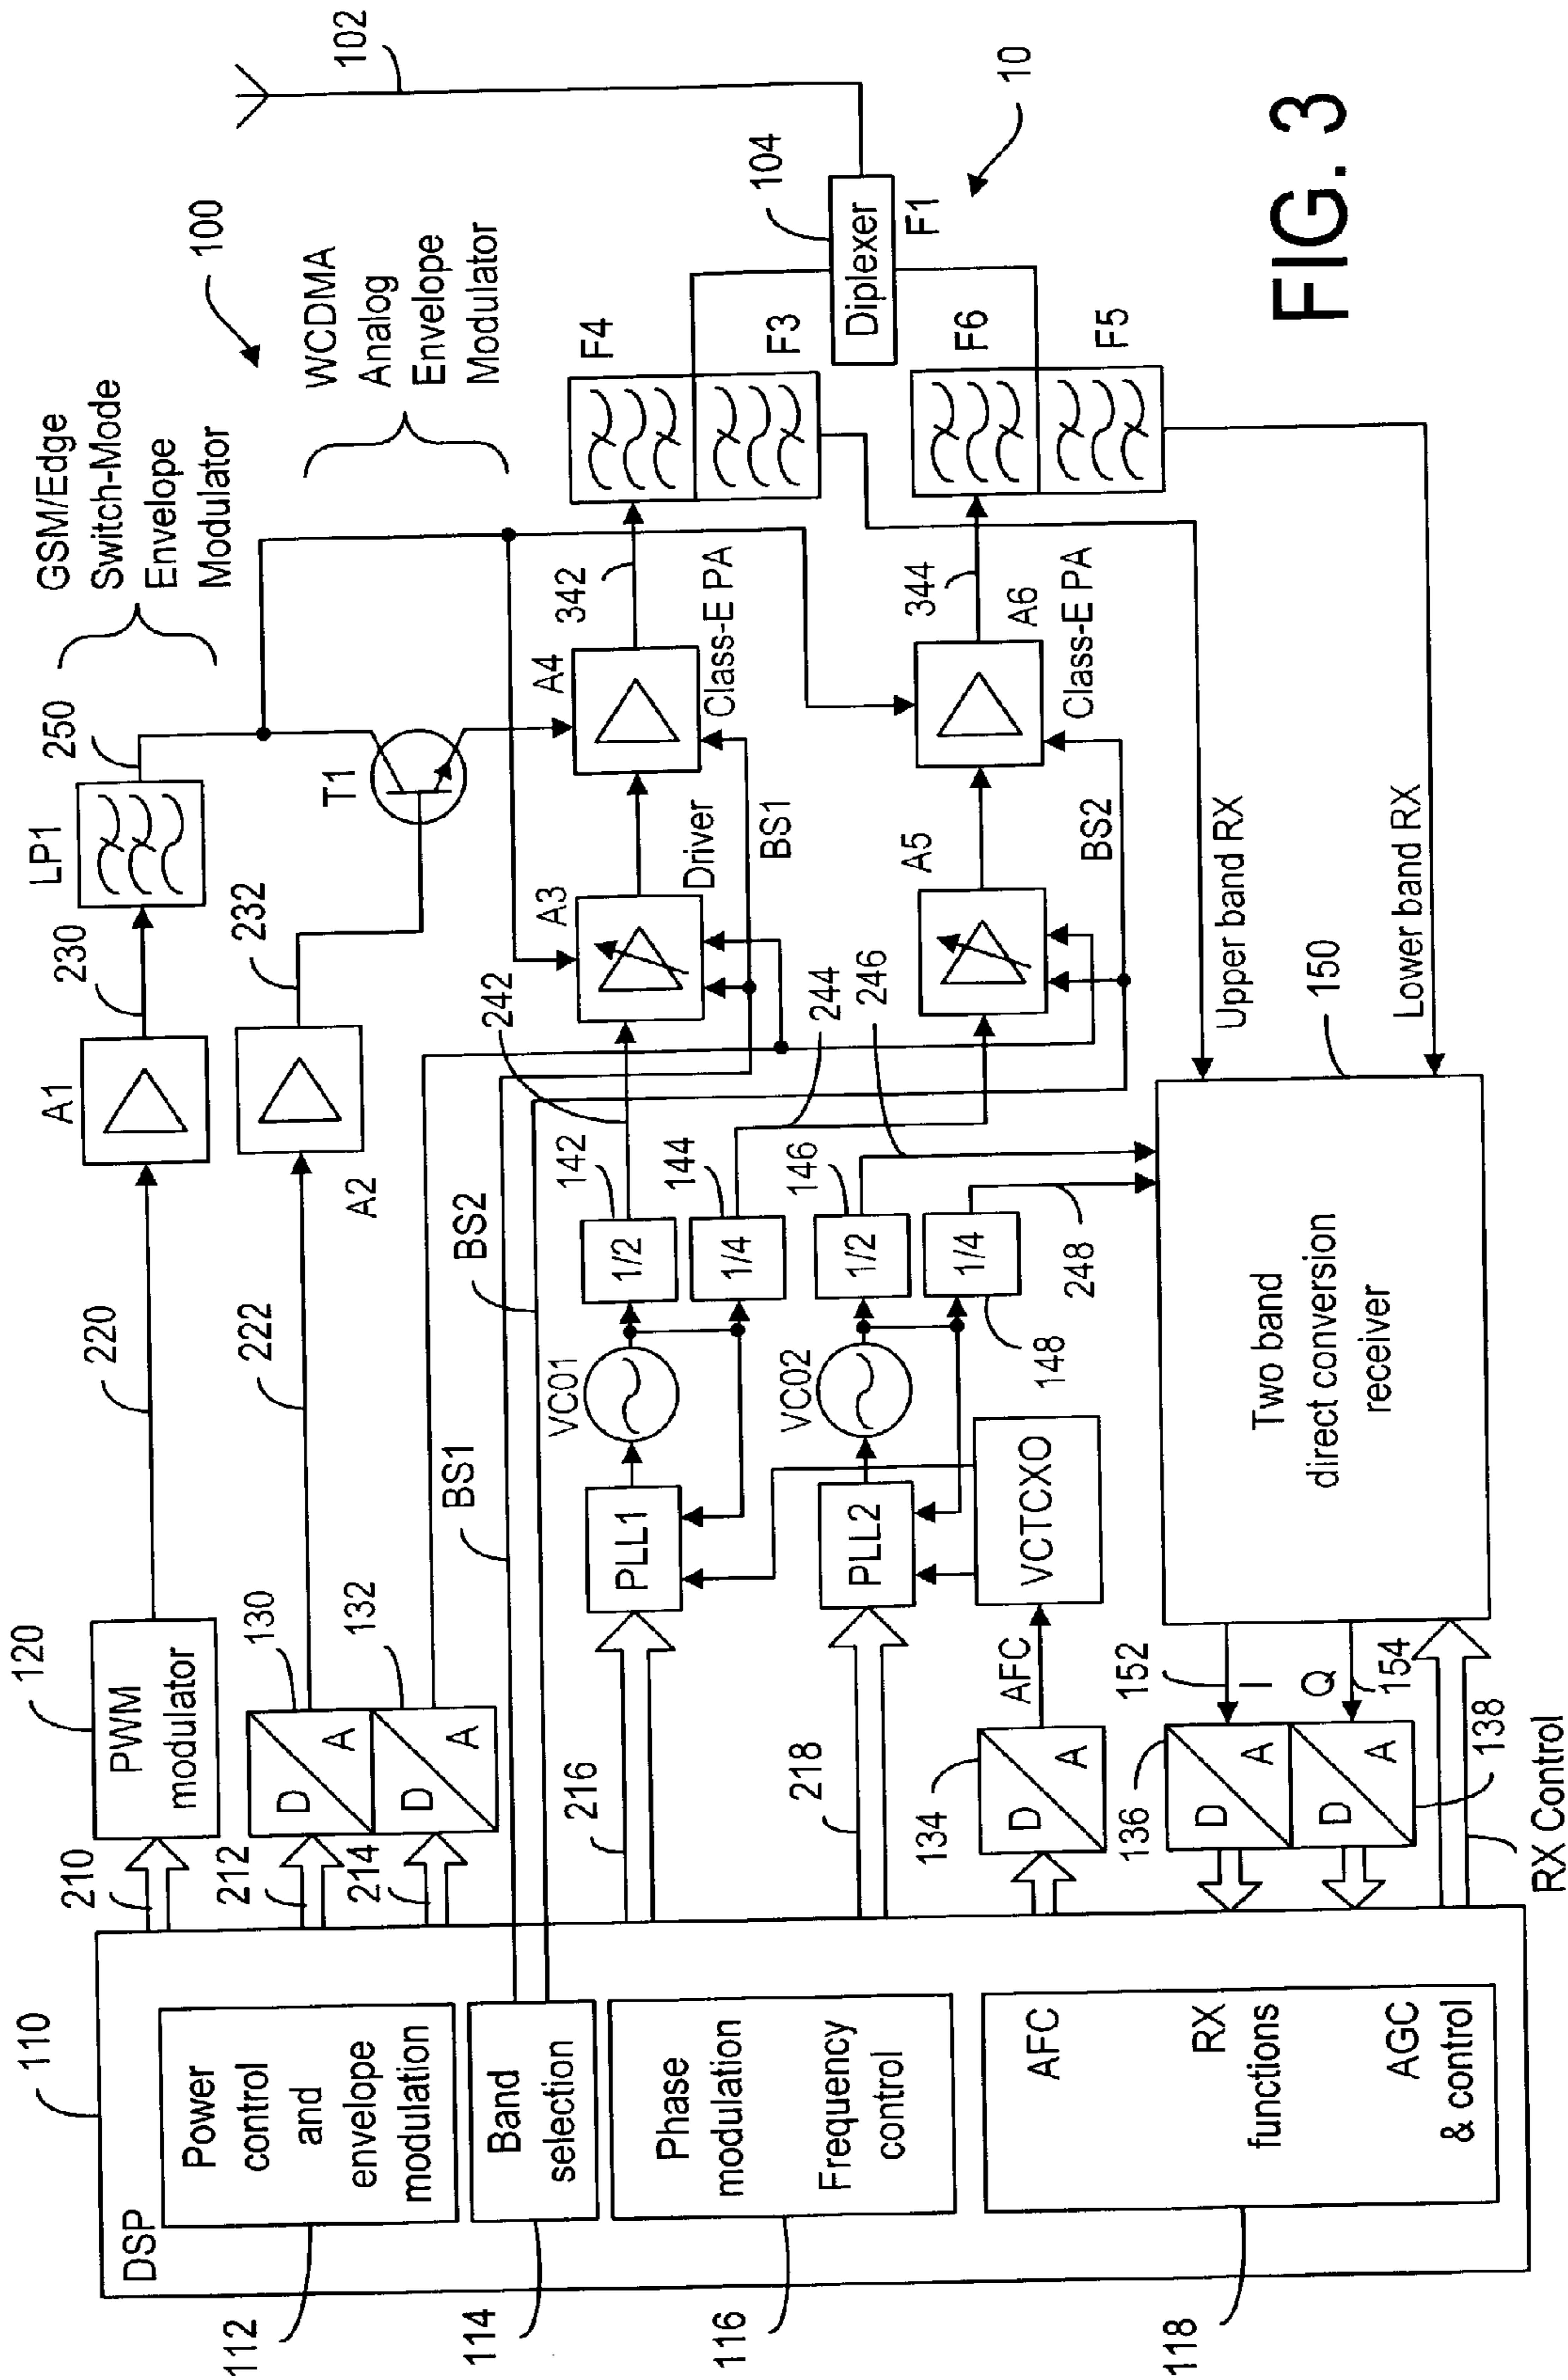 110
DSP
Power
control
and
envelope
modulation
112
Band
selection
114
Phase
modulation
Frequency
control
116
AFC
RX
functions
AGC
& control
118
210
212
214
216
218
120
PWM
modulator
D
A
130
D
A
132
BS1
BS2
220
222
A1
A2
230
232
LP1
250
T1
GSM/Edge
Switch-Mode
Envelope
Modulator
100
WCDMA
Analog
Envelope
Modulator
102
PLL1
VC01
1/2
142
1/4
144
242
244
A3
Driver
BS1
A4
Class-E PA
342
F4
F3
104
Diplexer
F1
10
PLL2
VC02
1/2
146
1/4
148
246
248
A5
BS2
A6
Class-E PA
344
F6
F5
134
D
A
AFC
VCTCXO
136
D
A
152
I
D
A
138
Q
154
RX Control
Two band
direct conversion
receiver
150
Upper band RX
Lower band RX
FIG. 3